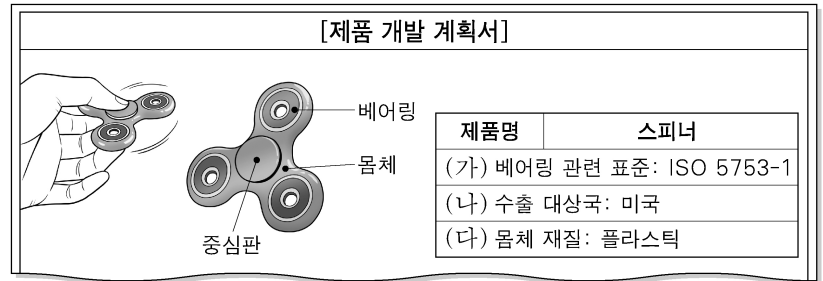 [제품 개발 계획서]
베어링
몸체
중심판
제품명 스피너
(가) 베어링 관련 표준: ISO 5753-1
(나) 수출 대상국: 미국
(다) 몸체 재질: 플라스틱